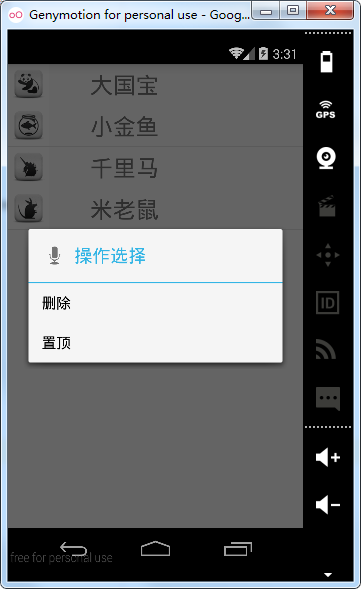 Genymotion for personal use - Goog...
3:31
大国宝
小金鱼
千里马
米老鼠
操作选择
删除
置顶
GPS
ID
free for personal use